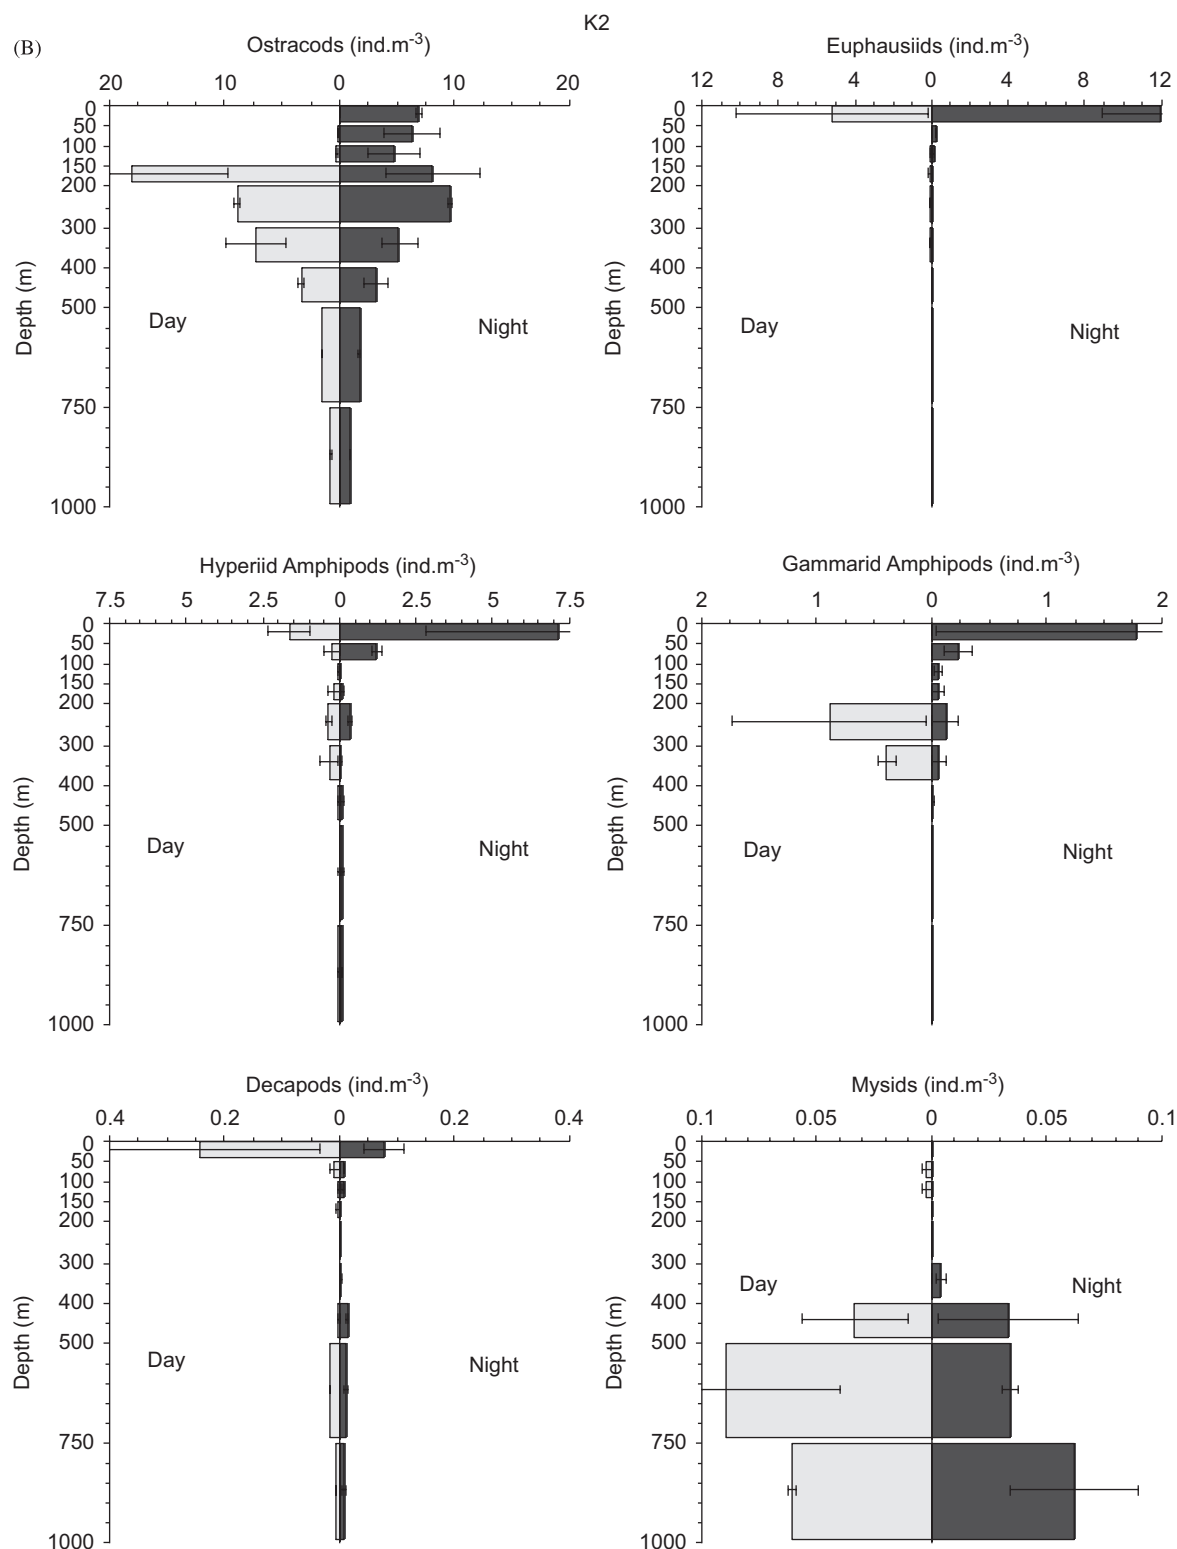 K2
(B)
Ostracods (ind.m-3)
20 10 0 10 20
0
50
100
150
200
300
400
500
750
1000
Depth (m)
Day
Night
Euphausiids (ind.m-3)
12 8 4 0 4 8 12
0
50
100
150
200
300
400
500
750
1000
Depth (m)
Day
Night
Hyperiid Amphipods (ind.m-3)
7.5 5 2.5 0 2.5 5 7.5
0
50
100
150
200
300
400
500
750
1000
Depth (m)
Day
Night
Gammarid Amphipods (ind.m-3)
2 1 0 1 2
0
50
100
150
200
300
400
500
750
1000
Depth (m)
Day
Night
Decapods (ind.m-3)
0.4 0.2 0 0.2 0.4
0
50
100
150
200
300
400
500
750
1000
Depth (m)
Day
Night
Mysids (ind.m-3)
0.1 0.05 0 0.05 0.1
0
50
100
150
200
300
400
500
750
1000
Depth (m)
Day
Night